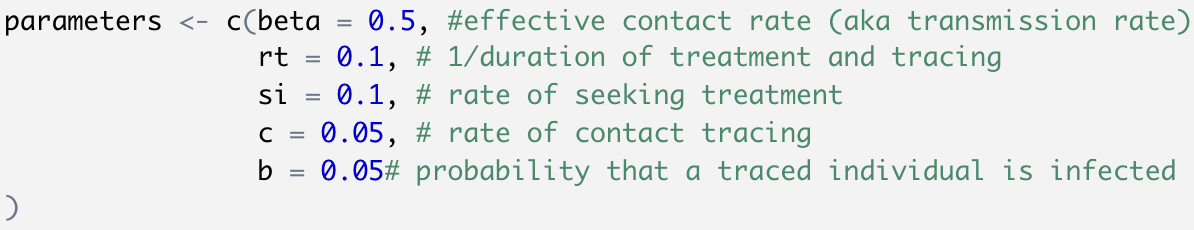 parameters <- c(beta = 0.5, #effective contact rate (aka transmission rate)
rt = 0.1, # 1/duration of treatment and tracing
si = 0.1, # rate of seeking treatment
c = 0.05, # rate of contact tracing
b = 0.05# probability that a traced individual is infected
)